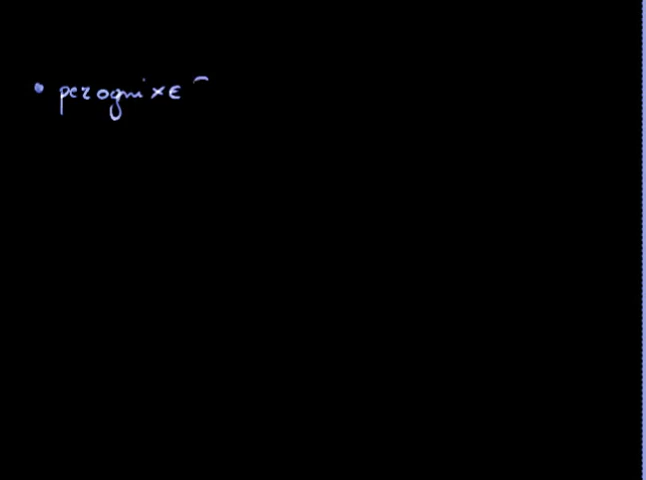 • per ogni x ∈